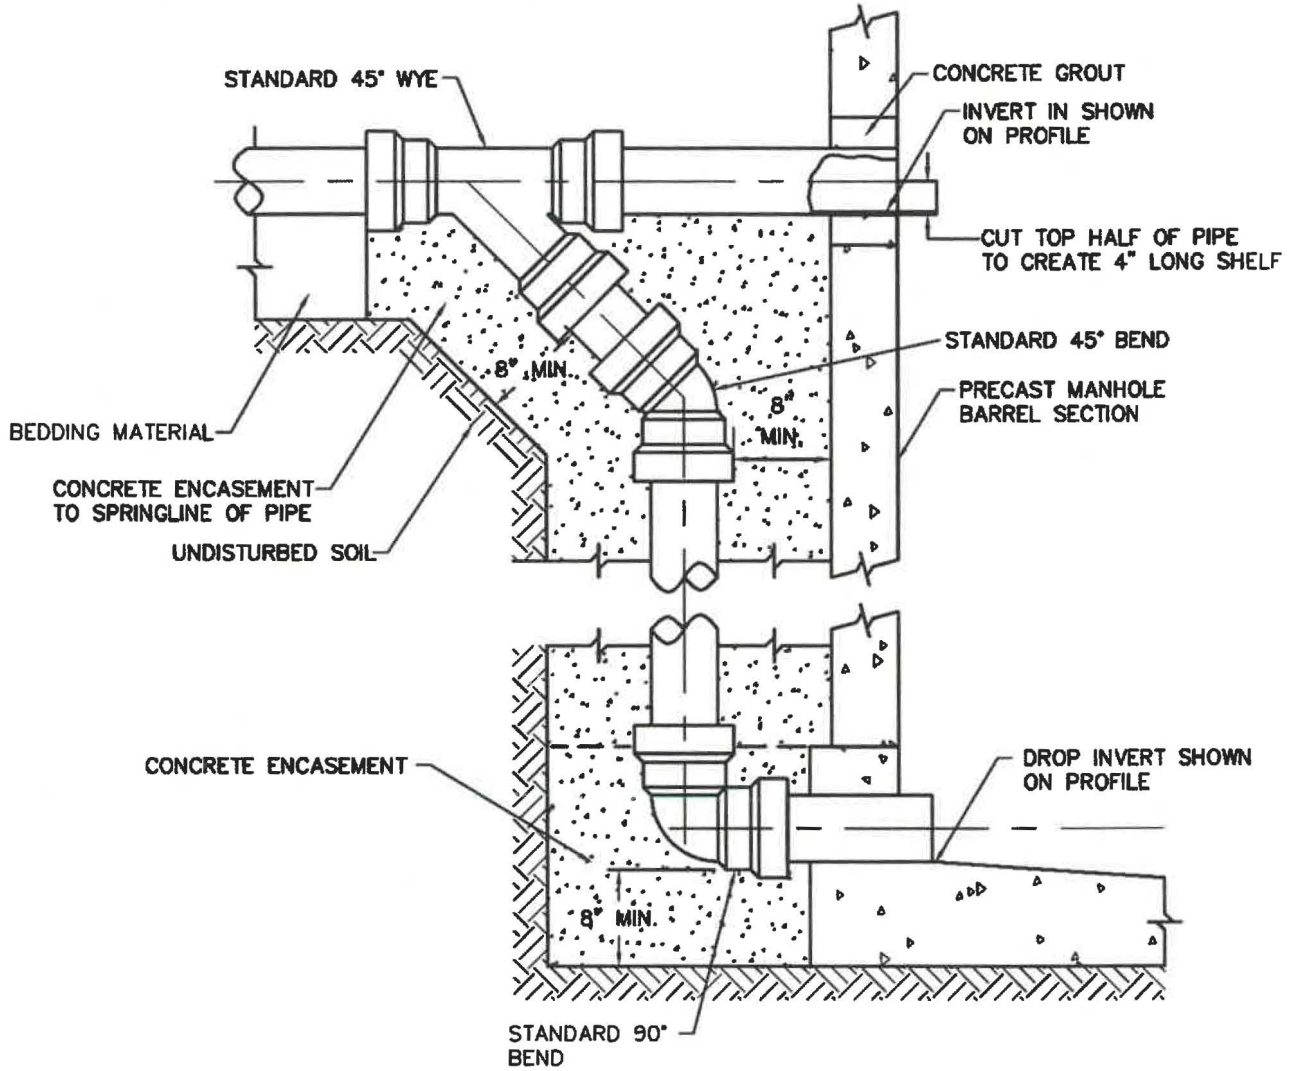 STANDARD 45° WYE
CONCRETE GROUT
INVERT IN SHOWN
ON PROFILE
CUT TOP HALF OF PIPE
TO CREATE 4" LONG SHELF
STANDARD 45° BEND
8" MIN.
8"
MIN.
PRECAST MANHOLE
BARREL SECTION
BEDDING MATERIAL
CONCRETE ENCASEMENT
TO SPRINGLINE OF PIPE
UNDISTURBED SOIL
CONCRETE ENCASEMENT
DROP INVERT SHOWN
ON PROFILE
8" MIN.
STANDARD 90°
BEND